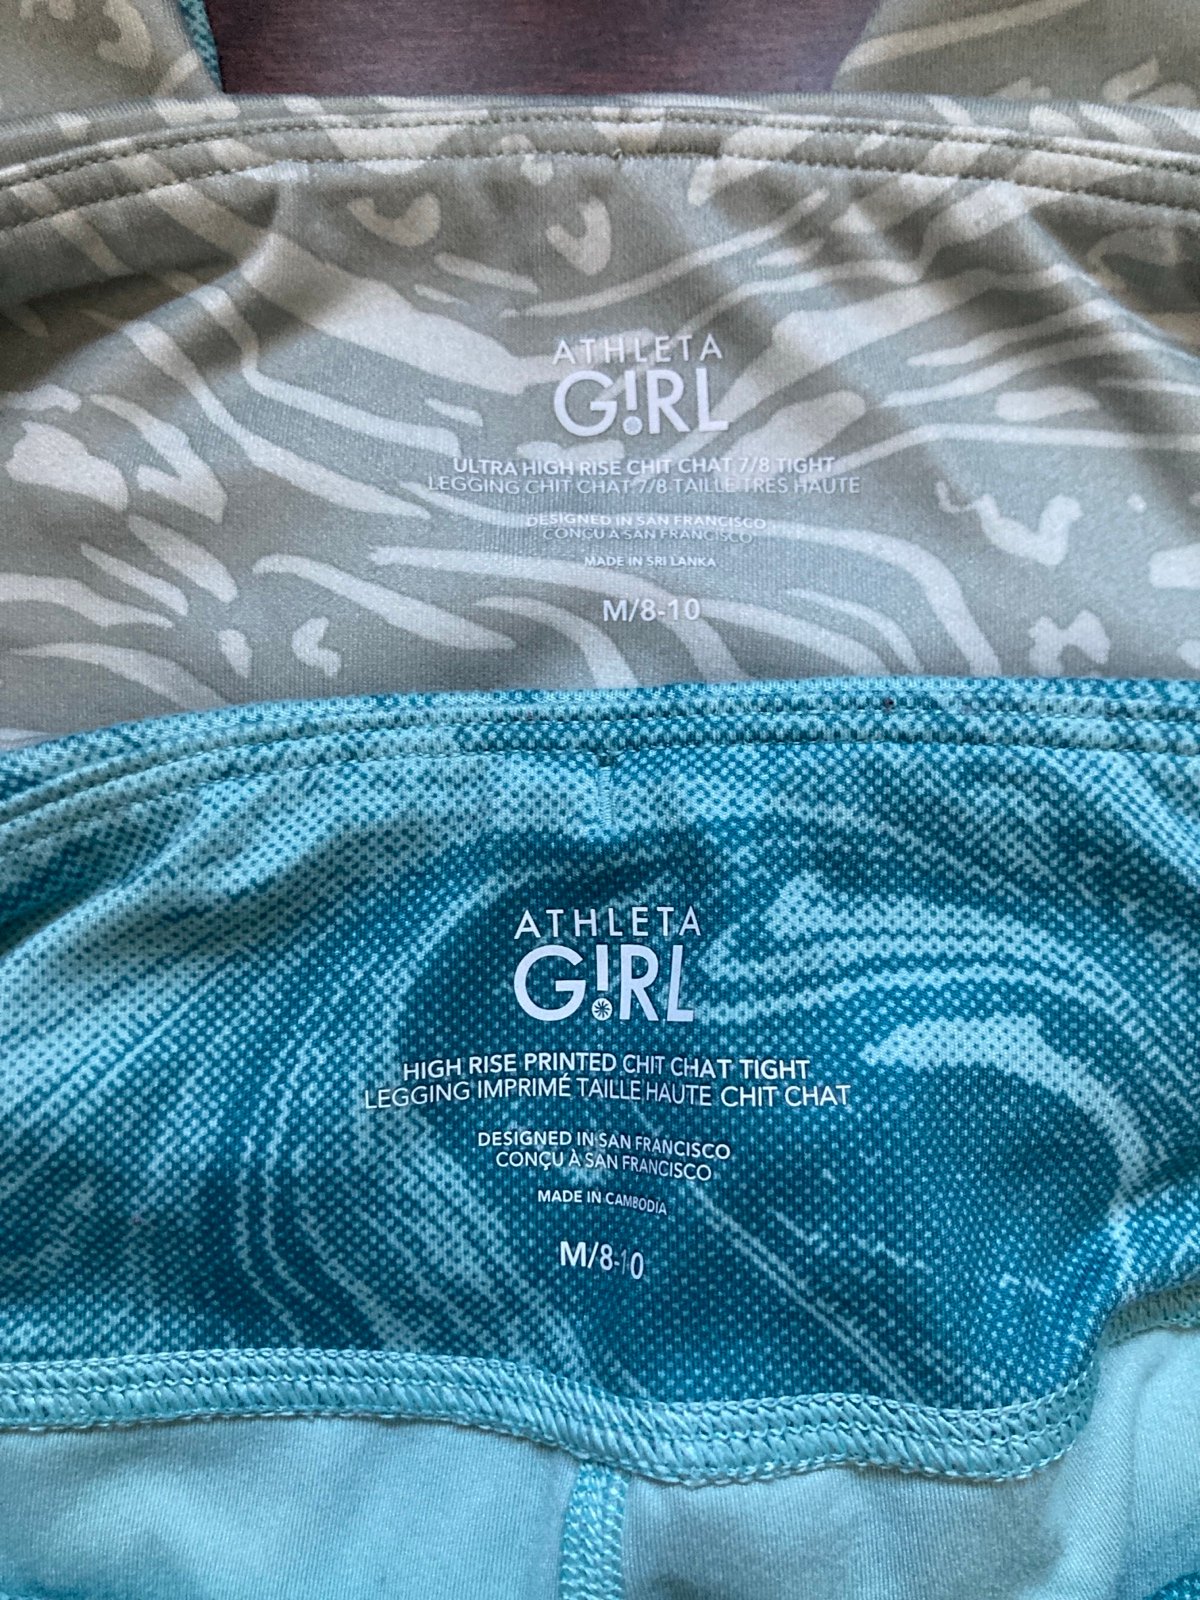 ATHLETA
G!RL
ULTRA HIGH RISE CHIT CHAT 7/8 TIGHT
LEGGING CHIT CHAT 7/8 TAILLE TRÈS HAUTE
DESIGNED IN SAN FRANCISCO
CONÇU À SAN FRANCISCO
MADE IN SRI LANKA
M/8-10
ATHLETA
G!RL
HIGH RISE PRINTED CHIT CHAT TIGHT
LEGGING IMPRIMÉ TAILLE HAUTE CHIT CHAT
DESIGNED IN SAN FRANCISCO
CONÇU À SAN FRANCISCO
MADE IN CAMBODIA
M/8-10